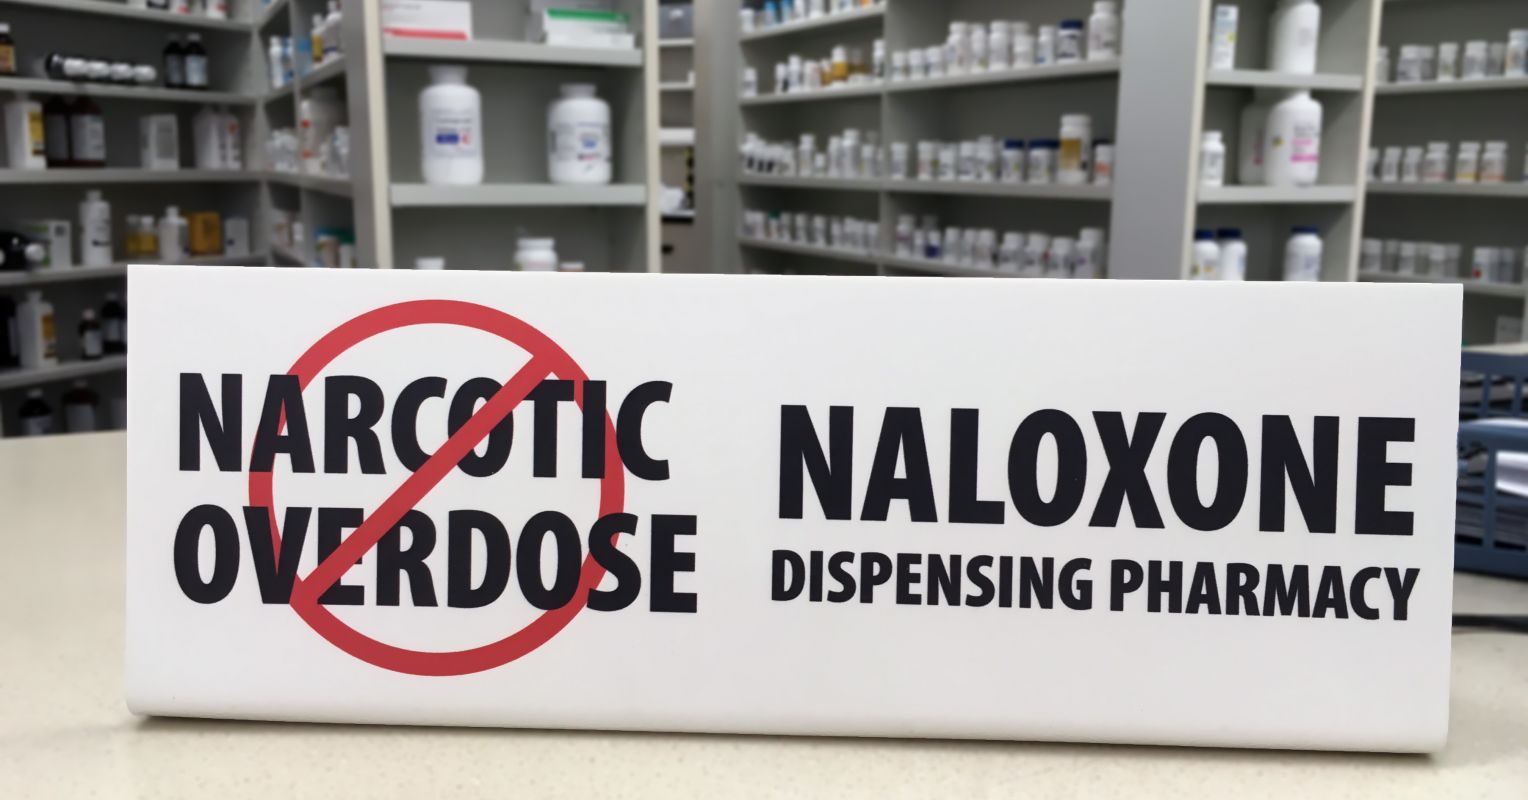 NARCOTIC
OVERDOSE
NALOXONE
DISPENSING PHARMACY